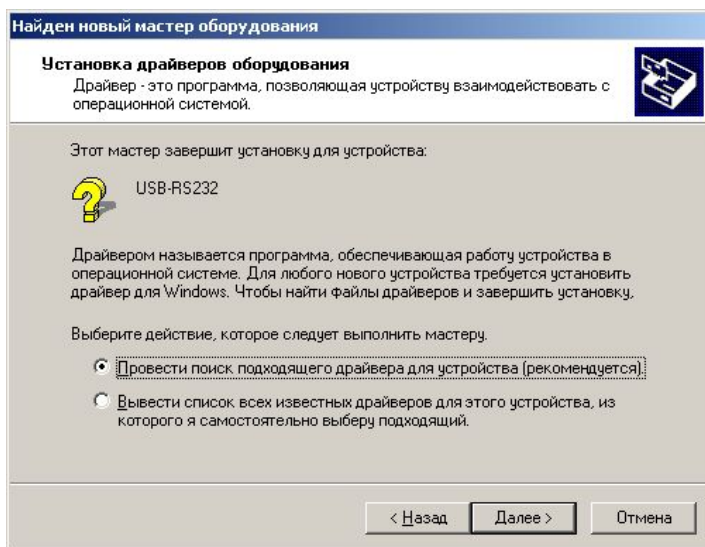 Найден новый мастер оборудования
Установка драйверов оборудования
Драйвер - это программа, позволяющая устройству взаимодействовать с
операционной системой.
Этот мастер завершит установку для устройства:
USB-RS232
Драйвером называется программа, обеспечивающая работу устройства в
операционной системе. Для любого нового устройства требуется установить
драйвер для Windows. Чтобы найти файлы драйверов и завершить установку,
Выберите действие, которое следует выполнить мастеру.
Провести поиск подходящего драйвера для устройства (рекомендуется).
Вывести список всех известных драйверов для этого устройства, из
которого я самостоятельно выберу подходящий.
< Назад Далее > Отмена